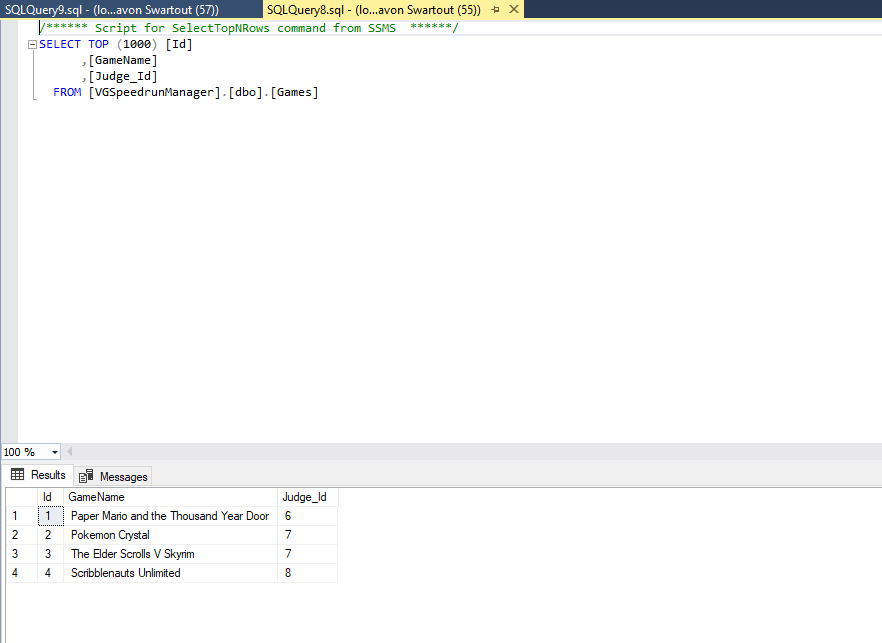 SQLQuery9.sql - (lo...avon Swartout (57))
SQLQuery8.sql - (lo...avon Swartout (55))
/****** Script for SelectTopNRows command from SSMS  ******/
SELECT TOP (1000) [Id]
      ,[GameName]
      ,[Judge_Id]
  FROM [VGSpeedrunManager].[dbo].[Games]
100 %
Results Messages
Id GameName Judge_Id
1 1 Paper Mario and the Thousand Year Door 6
2 2 Pokemon Crystal 7
3 3 The Elder Scrolls V Skyrim 7
4 4 Scribblenauts Unlimited 8